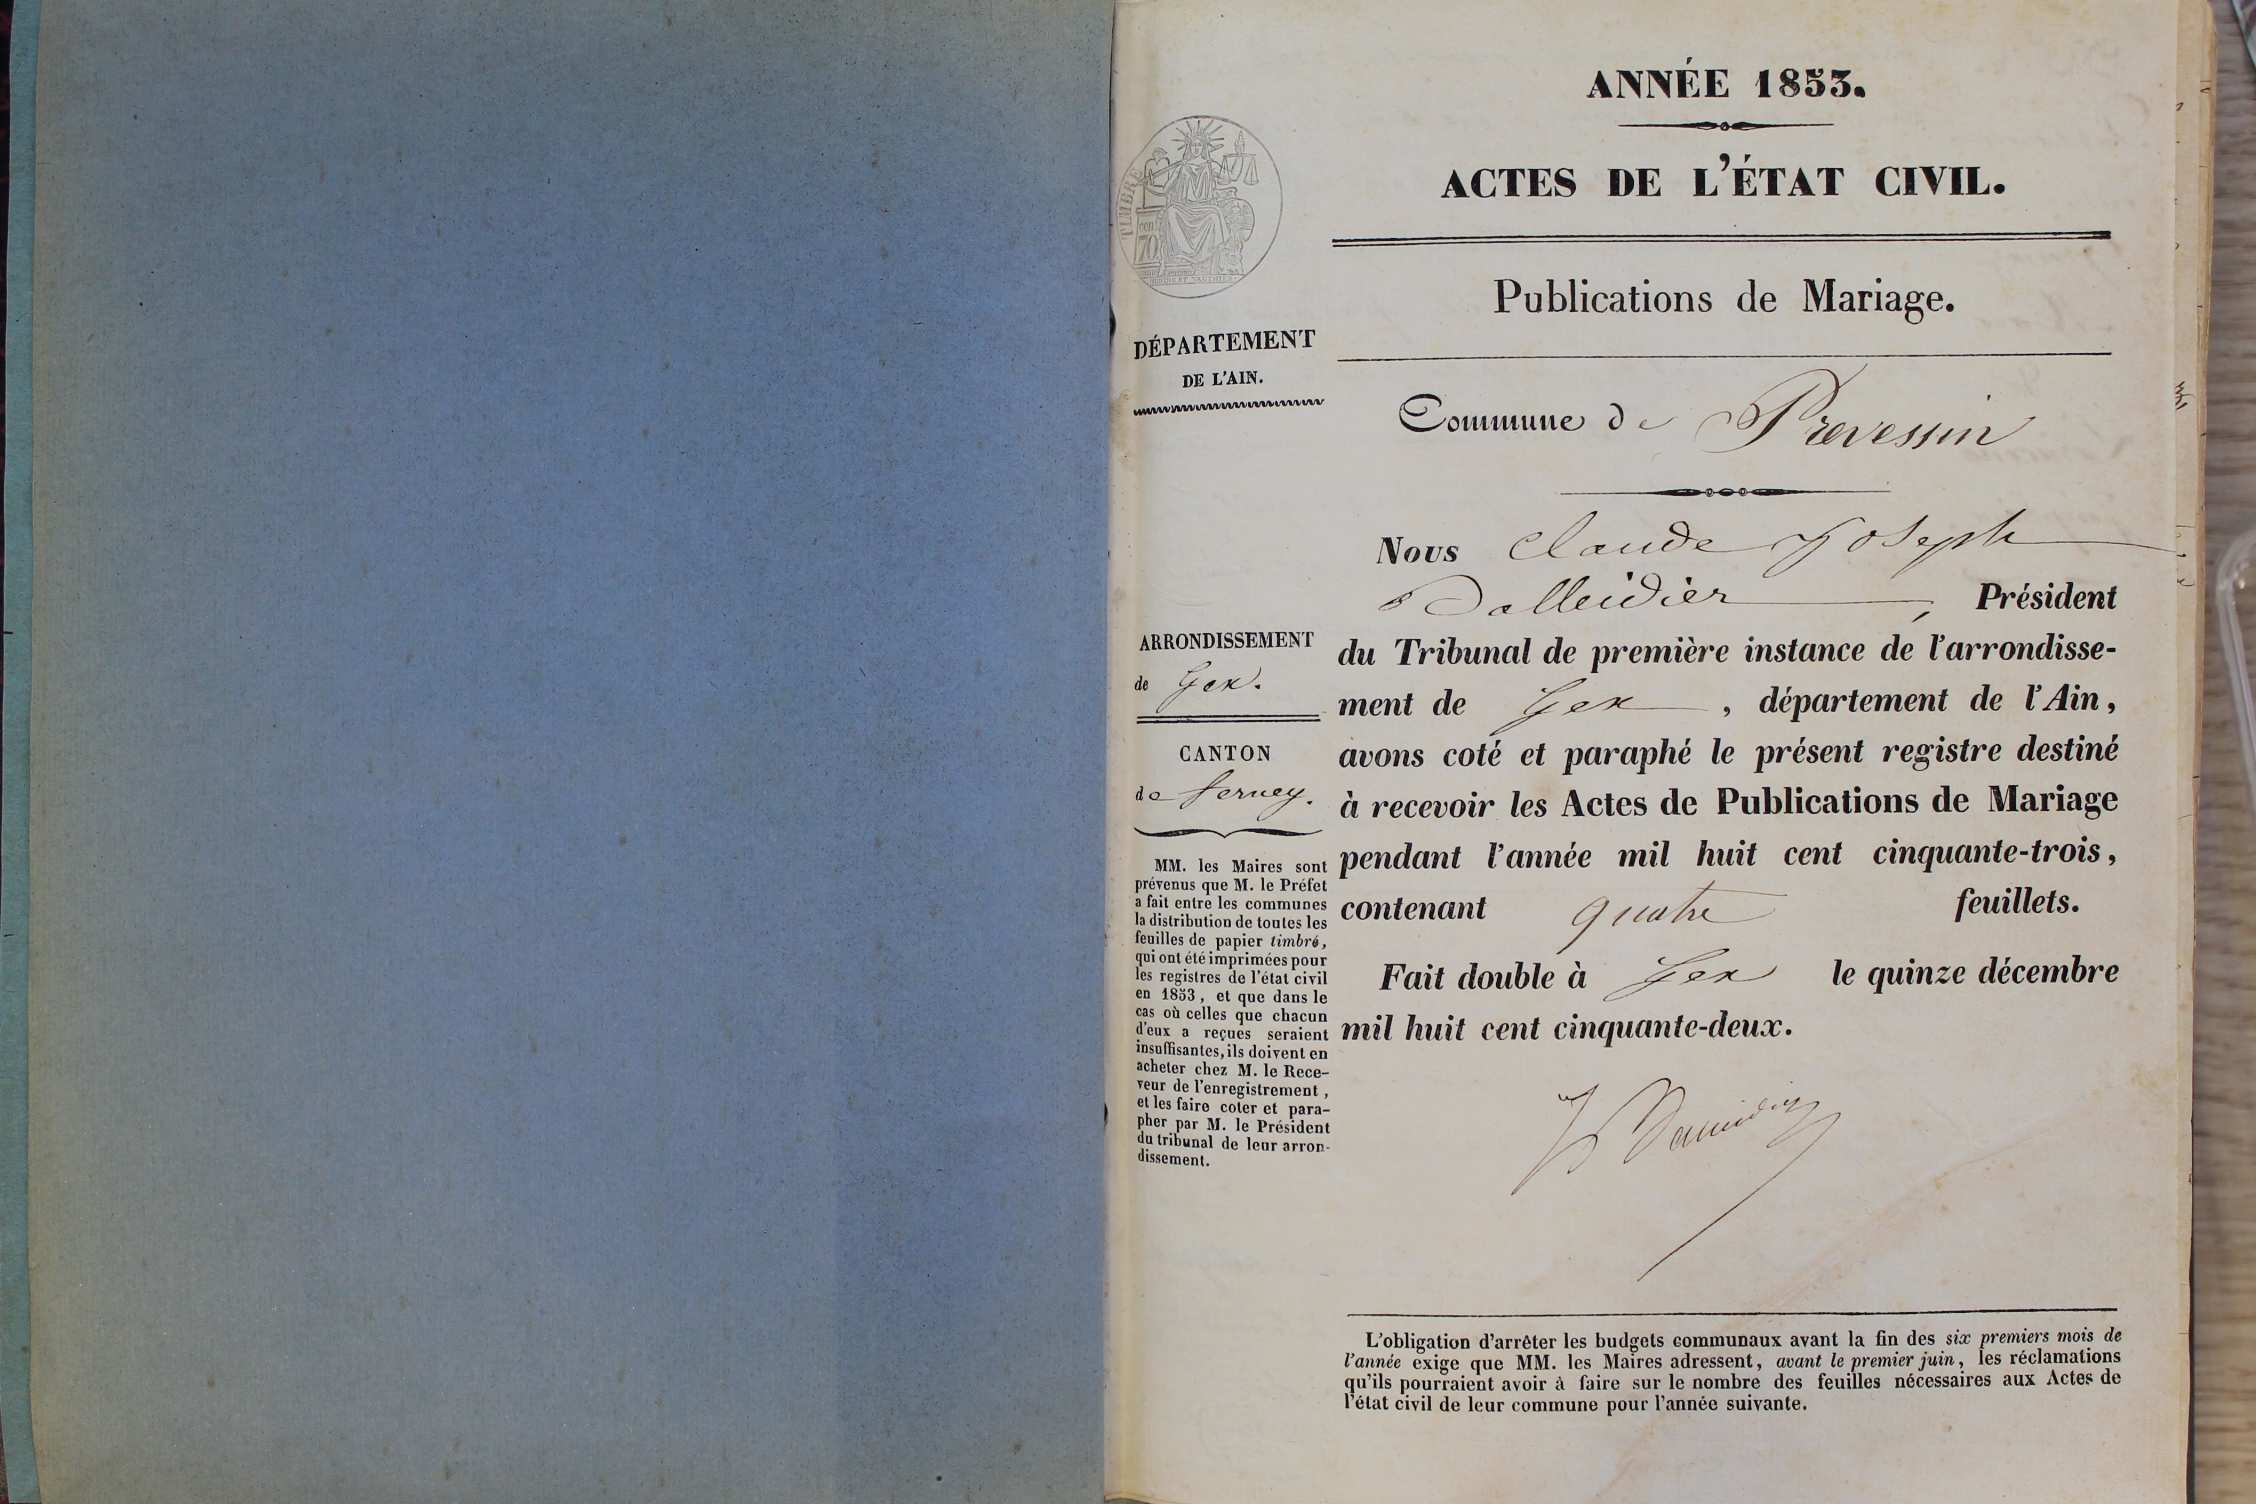 ANNÉE 1853.
ACTES DE L'ÉTAT CIVIL.
Publications de Mariage.
TIMBRE
70
DÉPARTEMENT
DE L'AIN.
Commune de Prevessin
Nous Claude Joseph
Dalleidier, Président
du Tribunal de première instance de l'arrondisse-
ment de Gex, département de l'Ain,
avons coté et paraphé le présent registre destiné
à recevoir les Actes de Publications de Mariage
pendant l'année mil huit cent cinquante-trois,
contenant quatre feuillets.
Fait double à Gex le quinze décembre
mil huit cent cinquante-deux.
ARRONDISSEMENT
de Gex.
CANTON
de ferney.
MM. les Maires sont
prévenus que M. le Préfet
a fait entre les communes
la distribution de toutes les
feuilles de papier timbré,
qui ont été imprimées pour
les registres de l'état civil
en 1853, et que dans le
cas où celles que chacun
d'eux a reçues seraient
insuffisantes, ils doivent en
acheter chez M. le Rece-
veur de l'enregistrement,
et les faire coter et para-
pher par M. le Président
du tribunal de leur arron-
dissement.
L'obligation d'arrêter les budgets communaux avant la fin des six premiers mois de
l'année exige que MM. les Maires adressent, avant le premier juin, les réclamations
qu'ils pourraient avoir à faire sur le nombre des feuilles nécessaires aux Actes de
l'état civil de leur commune pour l'année suivante.